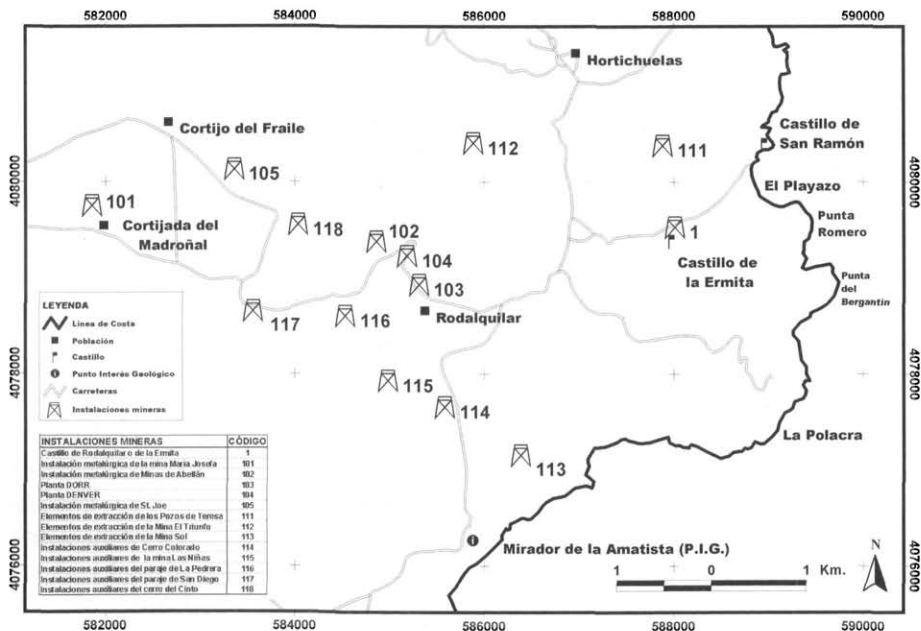 582000 584000 586000 588000 590000
Hortichuelas
Cortijo del Fraile
Castillo de
San Ramón
112
111
105
4080000
4080000
El Playazo
101
Cortijada del
Madroñal
118
102
1
Punta
Romero
104
Castillo de
la Ermita
103
Punta
del
Bergantín
117
116
Rodalquilar
LEYENDA
Línea de Costa
Población
Castillo
Punto Interés Geológico
Carreteras
Instalaciones mineras
4078000
4078000
115
114
La Polacra
113
INSTALACIONES MINERAS CÓDIGO
Castillo de Rodalquilar o de la Ermita 1
Instalación metalúrgica de la mina María Josefa 101
Instalación metalúrgica de Minas de Abellán 102
Planta DORR 103
Planta DENVER 104
Instalación metalúrgica de St. Joe 105
Elementos de extracción de los Pozos de Teresa 111
Elementos de extracción de la Mina El Triunfo 112
Elementos de extracción de la Mina Sol 113
Instalaciones auxiliares de Cerro Colorado 114
Instalaciones auxiliares de la mina Las Niñas 115
Instalaciones auxiliares del paraje de La Pedrera 116
Instalaciones auxiliares del paraje de San Diego 117
Instalaciones auxiliares del cerro del Cinto 118
Mirador de la Amatista (P.I.G.)
4076000
4076000
N
1 0 1 Km.
582000 584000 586000 588000 590000